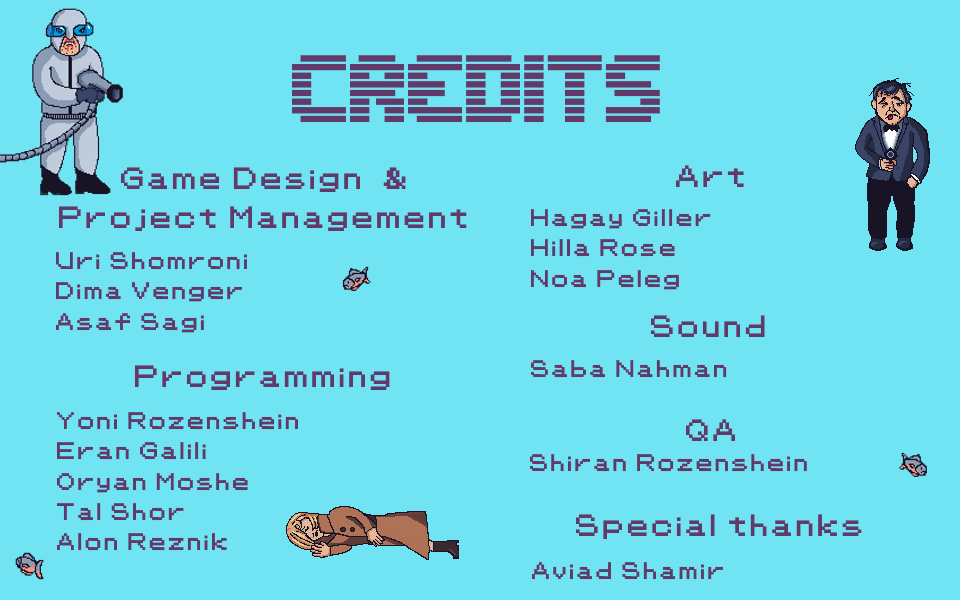 CREDITS
Game Design &
Project Management
Uri Shomroni
Dima Venger
Asaf Sagi
Programming
Yoni Rozenshein
Eran Galili
Oryan Moshe
Tal Shor
Alon Reznik
Art
Hagay Giller
Hilla Rose
Noa Peleg
Sound
Saba Nahman
QA
Shiran Rozenshein
Special thanks
Aviad Shamir